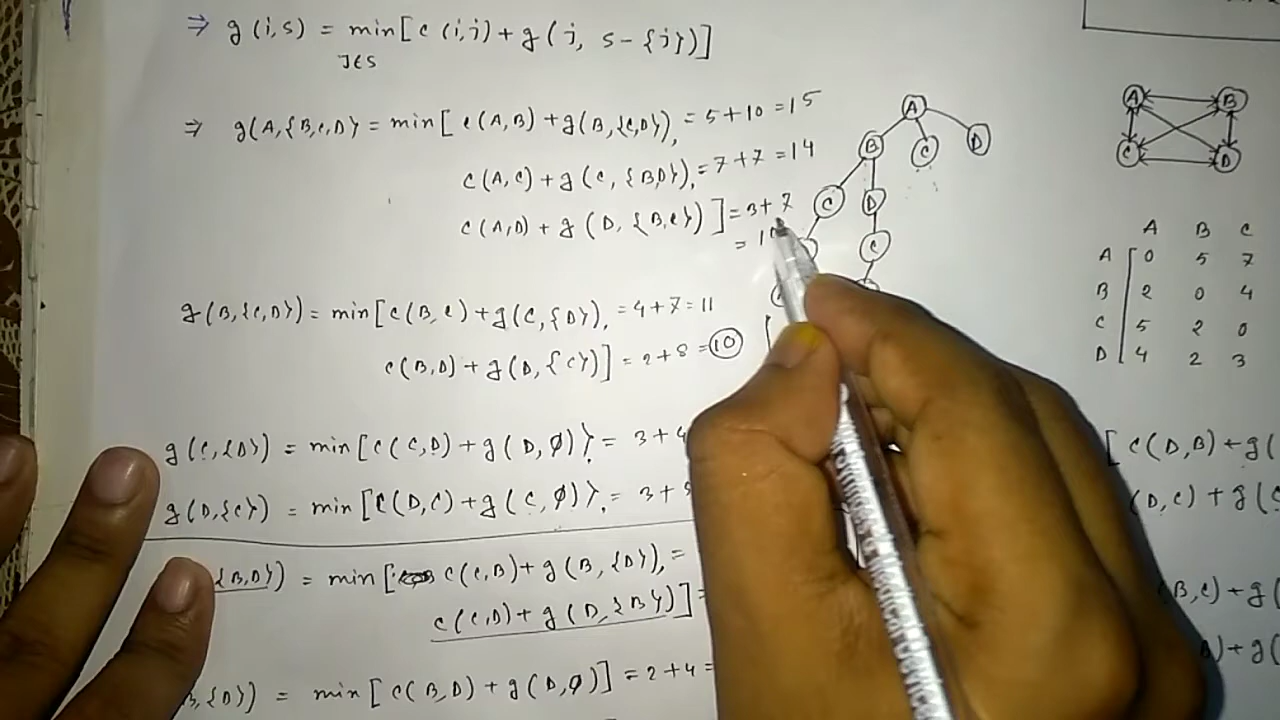 ⇒ g(i,s) = min[c(i,j) + g(j, s-{j})]
J∈S
⇒ g(A,{B,C,D} = min[ c(A,B) + g(B,{C,D}), = 5+10 = 15
c(A,C) + g(C, {B,D}), = 7+7 = 14
c(A,D) + g(D, {B,C})] = 3+7
= 10
g(B,{C,D}) = min[c(B,C) + g(C,{D}), = 4+7 = 11
c(B,D) + g(D,{C})] = 2+8 = 10
g(C,{D}) = min[c(C,D) + g(D,∅)}. = 3+4
g(D,{C}) = min[c(D,C) + g(C,∅)}. = 3+5
{B,D}) = min[ c(C,B) + g(B,{D}), =
c(C,D) + g(D,{B})] =
B,{D}) = min[c(B,D) + g(D,∅)] = 2+4 =
A
B C D
C D
C
A B
C D
A B C
A 0 5 7
B 2 0 4
C 5 2 0
D 4 2 3
[c(D,B) + g(
(D,C) + g(
B,C) + g(
) + g(